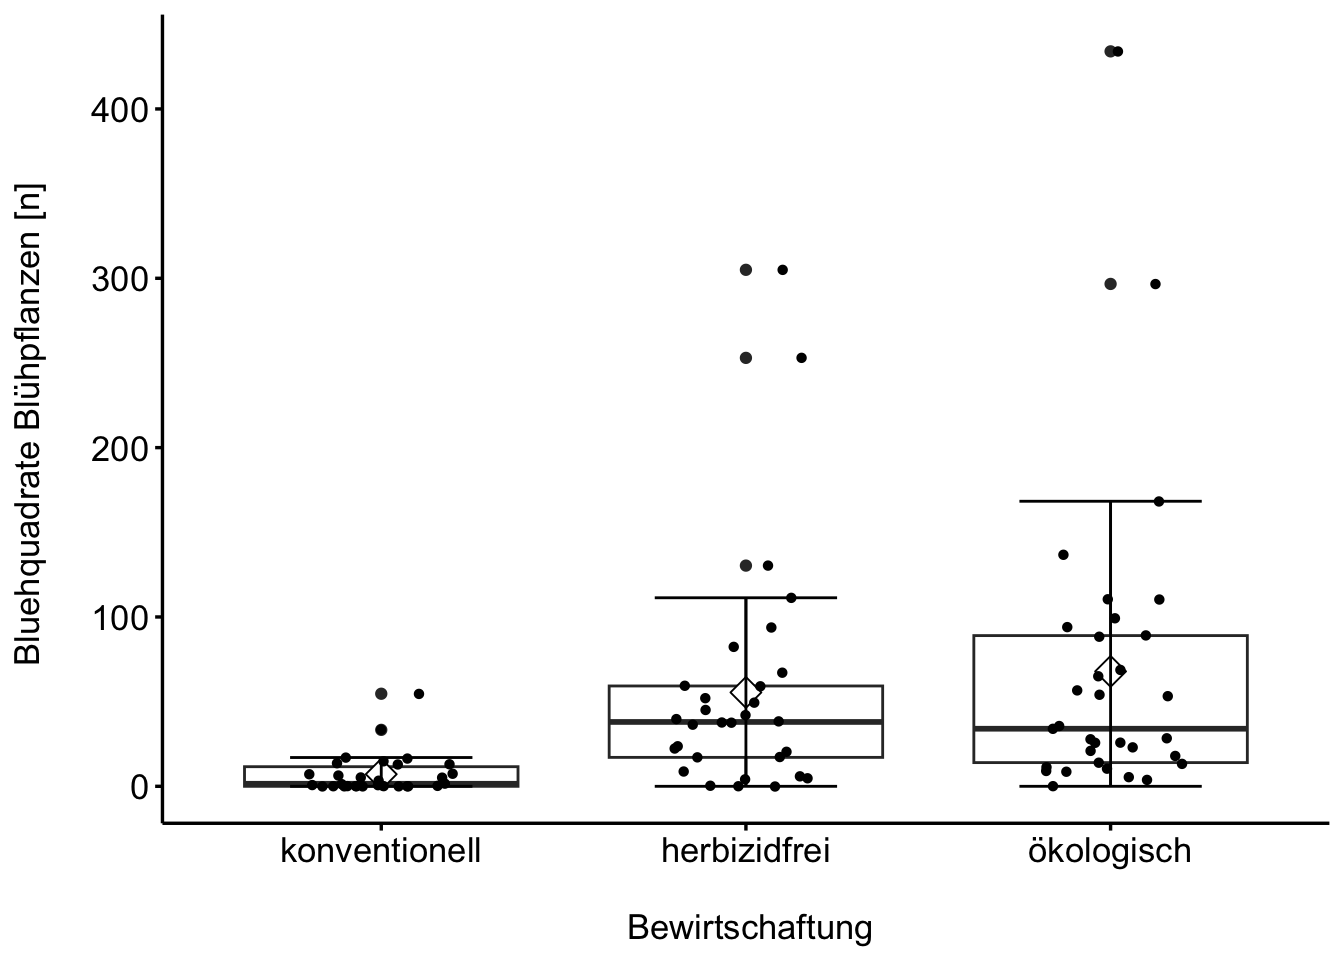 Bluehquadrate Blühpflanzen [n]
400
300
200
100
0
konventionell herbizidfrei ökologisch
Bewirtschaftung